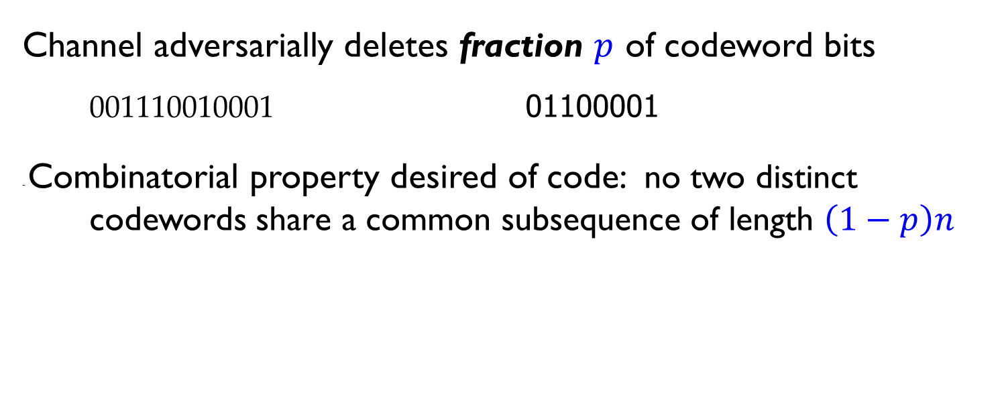 Channel adversarially deletes fraction p of codeword bits
001110010001 01100001
Combinatorial property desired of code: no two distinct
codewords share a common subsequence of length (1 − p)n